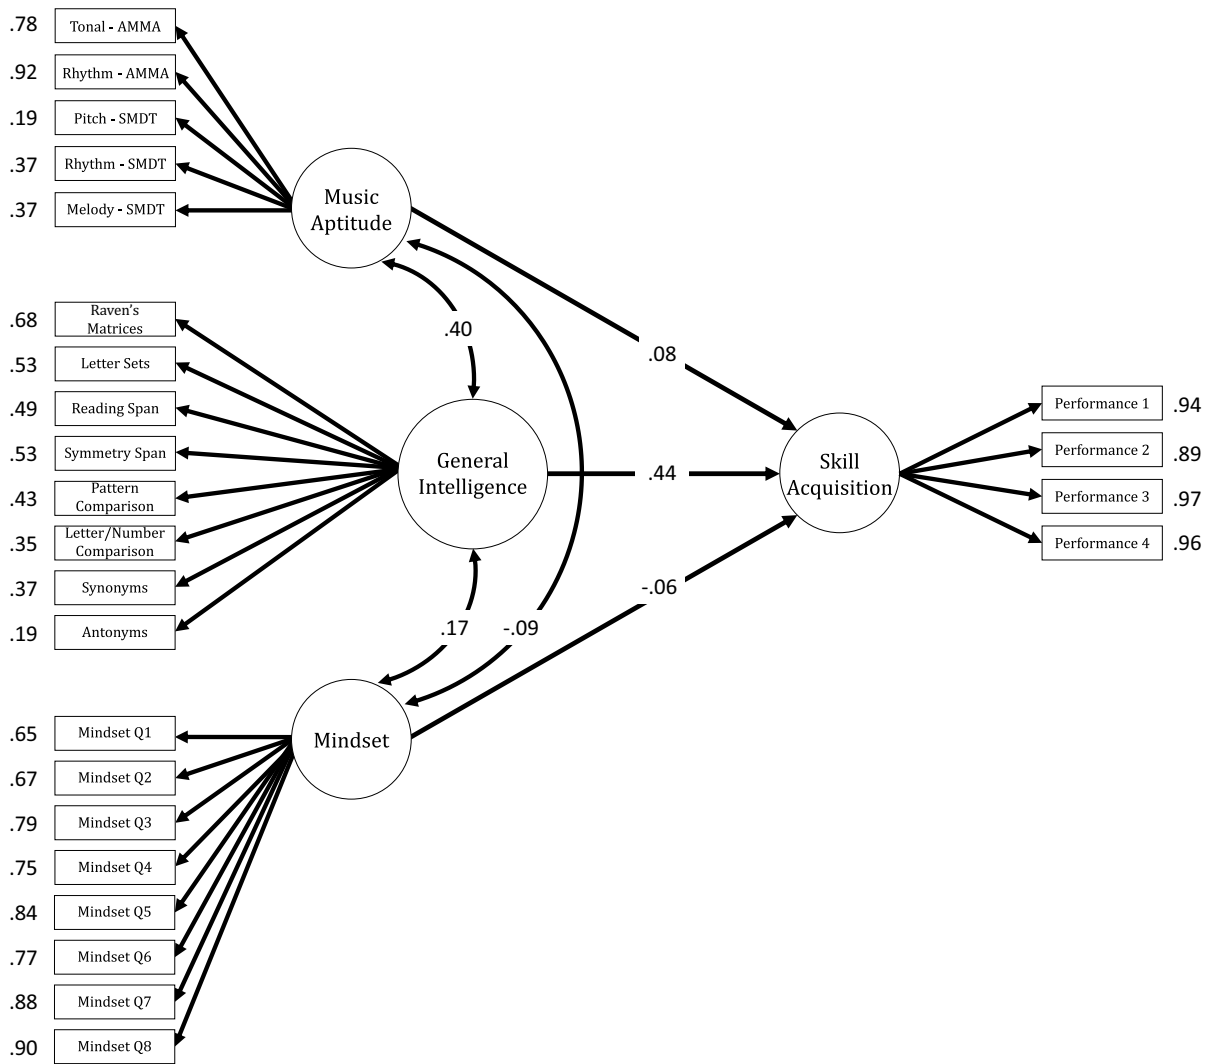 .78 Tonal - AMMA
.92 Rhythm - AMMA
.19 Pitch - SMDT
.37 Rhythm - SMDT
.37 Melody - SMDT
Music
Aptitude
.68 Raven's
Matrices
.53 Letter Sets
.49 Reading Span
.53 Symmetry Span
.43 Pattern
Comparison
.35 Letter/Number
Comparison
.37 Synonyms
.19 Antonyms
General
Intelligence
.40
.08
.44
-.06
.17
-.09
Skill
Acquisition
Performance 1 .94
Performance 2 .89
Performance 3 .97
Performance 4 .96
.65 Mindset Q1
.67 Mindset Q2
.79 Mindset Q3
.75 Mindset Q4
.84 Mindset Q5
.77 Mindset Q6
.88 Mindset Q7
.90 Mindset Q8
Mindset